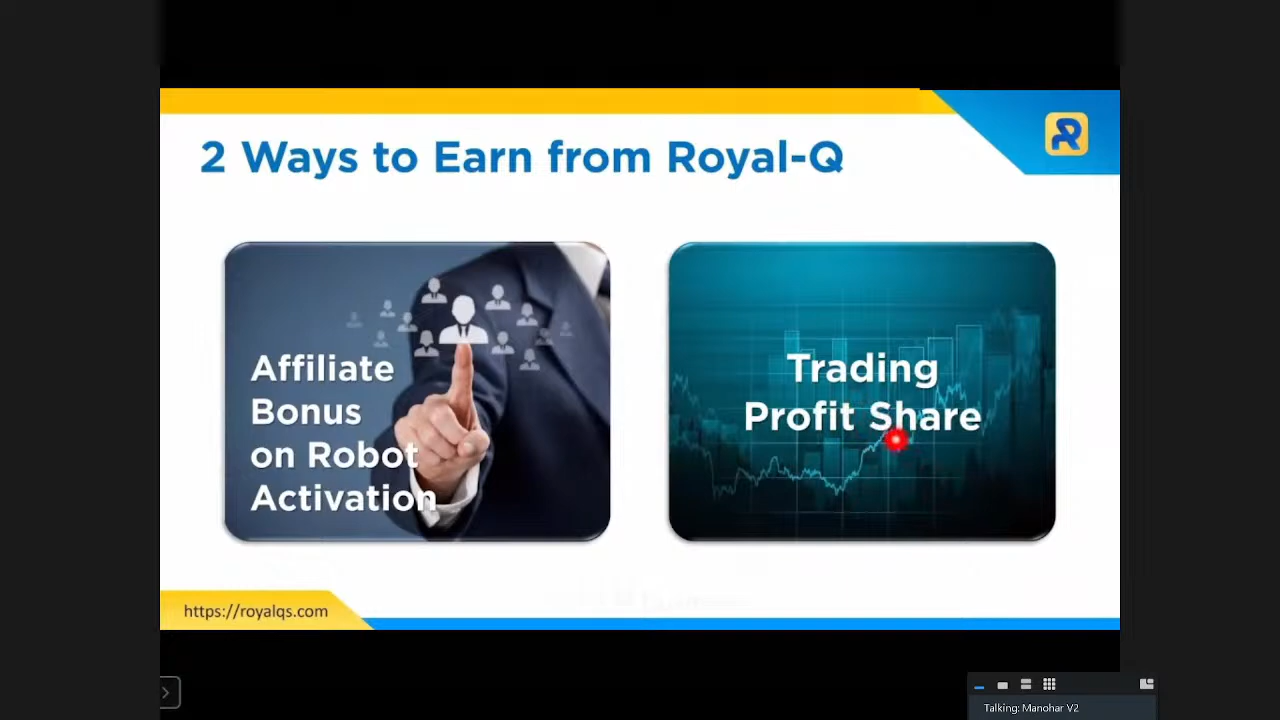 2 Ways to Earn from Royal-Q
Affiliate
Bonus
on Robot
Activation
Trading
Profit Share
https://royalqs.com
Talking: Manohar V2